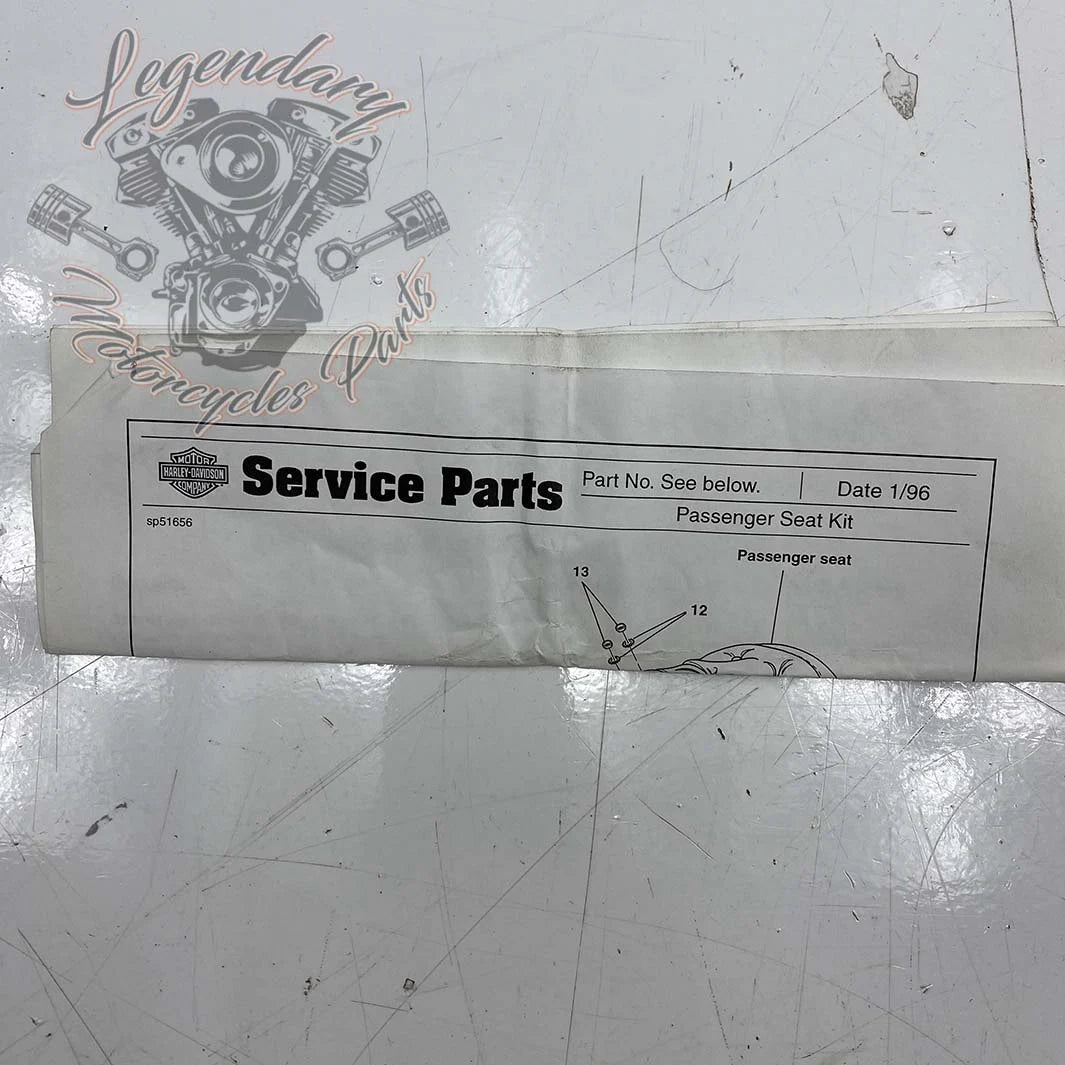 Legendary
Motorcycles Parts
MOTOR
HARLEY-DAVIDSON
COMPANY
Service Parts
Part No. See below.
Date 1/96
Passenger Seat Kit
sp51656
Passenger seat
13
12